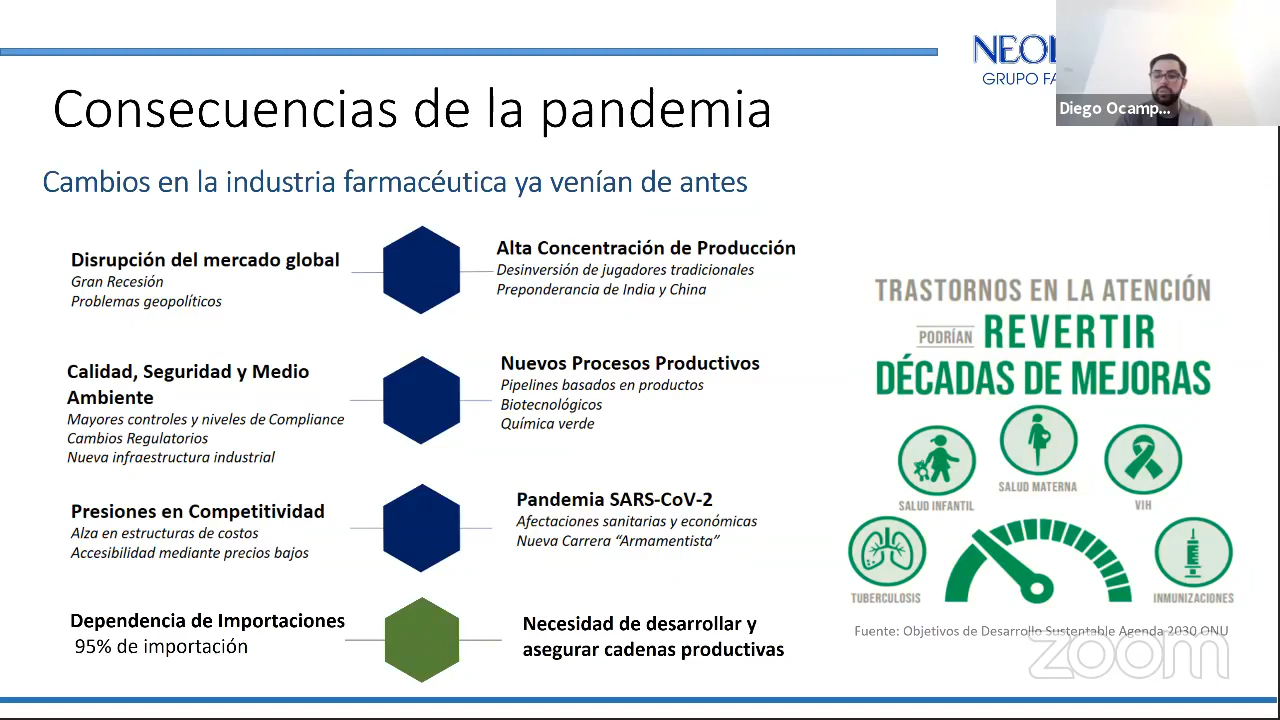 NEOL
GRUPO FA
Diego Ocamp...
Consecuencias de la pandemia
Cambios en la industria farmacéutica ya venían de antes
Disrupción del mercado global
Gran Recesión
Problemas geopolíticos
Alta Concentración de Producción
Desinversión de jugadores tradicionales
Preponderancia de India y China
Calidad, Seguridad y Medio
Ambiente
Mayores controles y niveles de Compliance
Cambios Regulatorios
Nueva infraestructura industrial
Nuevos Procesos Productivos
Pipelines basados en productos
Biotecnológicos
Química verde
Presiones en Competitividad
Alza en estructuras de costos
Accesibilidad mediante precios bajos
Pandemia SARS-CoV-2
Afectaciones sanitarias y económicas
Nueva Carrera “Armamentista”
Dependencia de Importaciones
95% de importación
Necesidad de desarrollar y
asegurar cadenas productivas
TRASTORNOS EN LA ATENCIÓN
PODRÍAN REVERTIR
DÉCADAS DE MEJORAS
SALUD INFANTIL
SALUD MATERNA
VIH
TUBERCULOSIS
INMUNIZACIONES
Fuente: Objetivos de Desarrollo Sustentable Agenda 2030 ONU
zoom